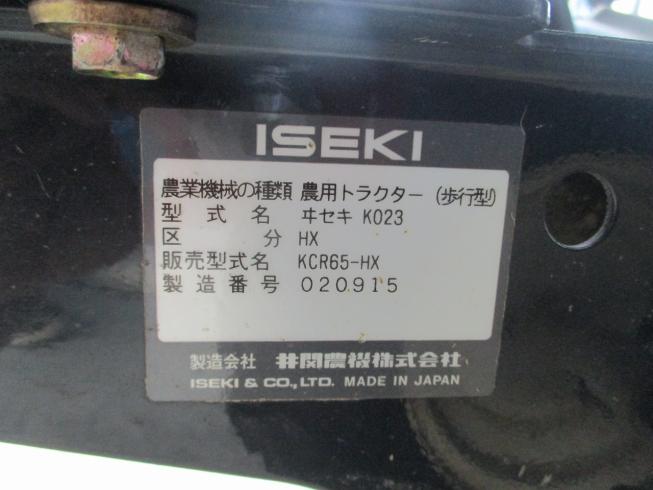 ISEKI
農業機械の種類 農用トラクター (歩行型)
型式名 ヰセキ K023
区分 HX
販売型式名 KCR65-HX
製造番号 020915
製造会社 井関農機株式会社
ISEKI & CO., LTD. MADE IN JAPAN